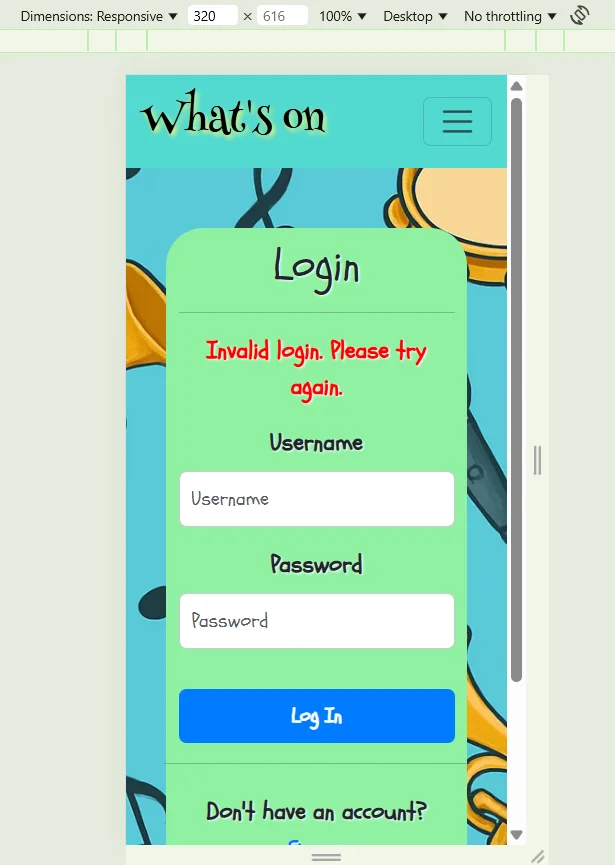 Dimensions: Responsive ▼ 320 × 616 100% ▼ Desktop ▼ No throttling ▼
What's on
Login
Invalid login. Please try
again.
Username
Username
Password
Password
Log In
Don't have an account?